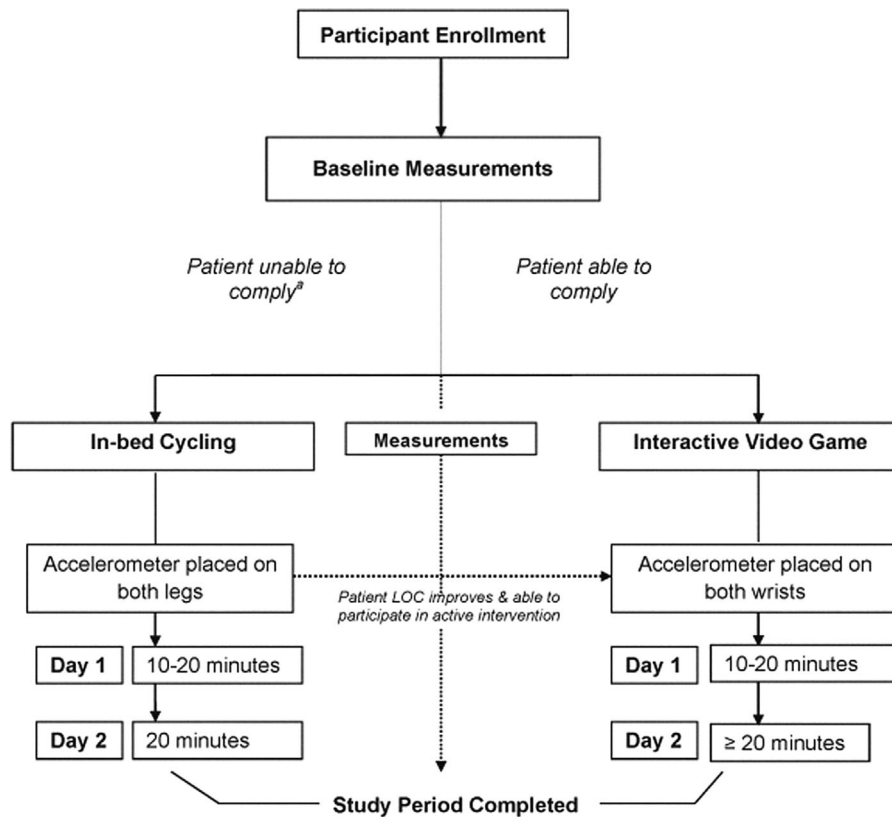 Participant Enrollment
Baseline Measurements
Patient unable to
complyᵃ
Patient able to
comply
In-bed Cycling
Measurements
Interactive Video Game
Accelerometer placed on
both legs
Patient LOC improves & able to
participate in active intervention
Accelerometer placed on
both wrists
Day 1
10-20 minutes
Day 1
10-20 minutes
Day 2
20 minutes
Day 2
≥ 20 minutes
Study Period Completed